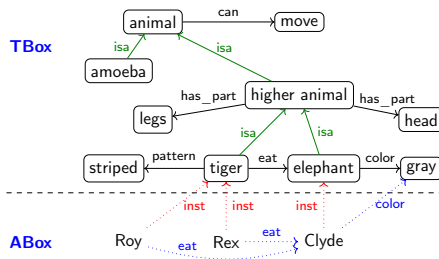 animal can move
TBox
isa isa
amoeba
higher animal
has_part has_part
legs head
isa isa
striped pattern tiger eat elephant color gray
inst inst inst color
ABox Roy Rex eat Clyde
eat